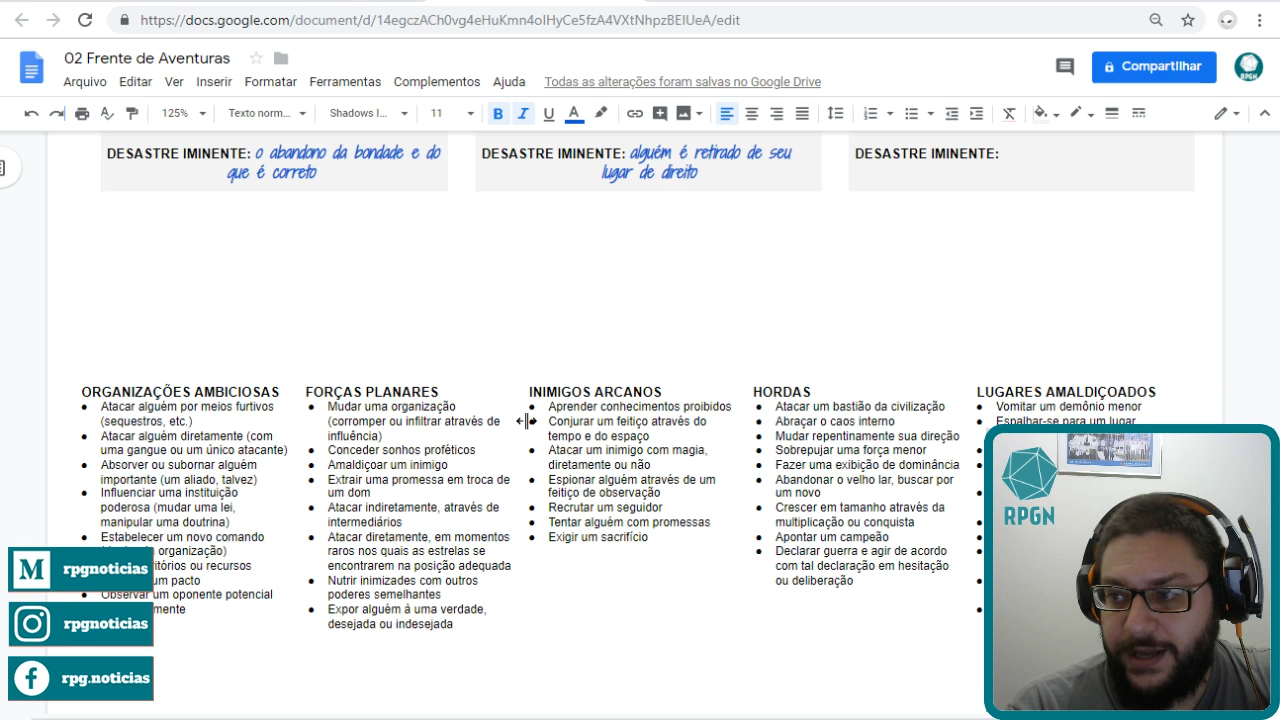 https://docs.google.com/document/d/14egczACh0vg4eHuKmn4oIHyCe5fzA4VXtNhpzBEIUeA/edit
02 Frente de Aventuras
Arquivo Editar Ver Inserir Formatar Ferramentas Complementos Ajuda Todas as alterações foram salvas no Google Drive
Compartilhar
RPGN
125% Texto norm... Shadows I... 11
DESASTRE IMINENTE: o abandono da bondade e do
que é correto
DESASTRE IMINENTE: alguém é retirado de seu
lugar de direito
DESASTRE IMINENTE:
ORGANIZAÇÕES AMBICIOSAS
Atacar alguém por meios furtivos
(sequestros, etc.)
Atacar alguém diretamente (com
uma gangue ou um único atacante)
Absorver ou subornar alguém
importante (um aliado, talvez)
Influenciar uma instituição
poderosa (mudar uma lei,
manipular uma doutrina)
Estabelecer um novo comando
organização)
ou recursos
um pacto
Observar um oponente potencial
FORÇAS PLANARES
Mudar uma organização
(corromper ou infiltrar através de
influência)
Conceder sonhos proféticos
Amaldiçoar um inimigo
Extrair uma promessa em troca de
um dom
Atacar indiretamente, através de
intermediários
Atacar diretamente, em momentos
raros nos quais as estrelas se
encontrarem na posição adequada
Nutrir inimizades com outros
poderes semelhantes
Expor alguém à uma verdade,
desejada ou indesejada
INIMIGOS ARCANOS
Aprender conhecimentos proibidos
Conjurar um feitiço através do
tempo e do espaço
Atacar um inimigo com magia,
diretamente ou não
Espionar alguém através de um
feitiço de observação
Recrutar um seguidor
Tentar alguém com promessas
Exigir um sacrifício
HORDAS
Atacar um bastião da civilização
Abraçar o caos interno
Mudar repentinamente sua direção
Sobrepujar uma força menor
Fazer uma exibição de dominância
Abandonar o velho lar, buscar por
um novo
Crescer em tamanho através da
multiplicação ou conquista
Apontar um campeão
Declarar guerra e agir de acordo
com tal declaração em hesitação
ou deliberação
LUGARES AMALDIÇOADOS
Vomitar um demônio menor
Espalhar-se para um lugar
M rpgnoticias
rpgnoticias
rpg.noticias
RPGN